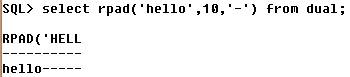 SQL> select rpad('hello',10,'-') from dual;
RPAD('HELL
----------
hello-----